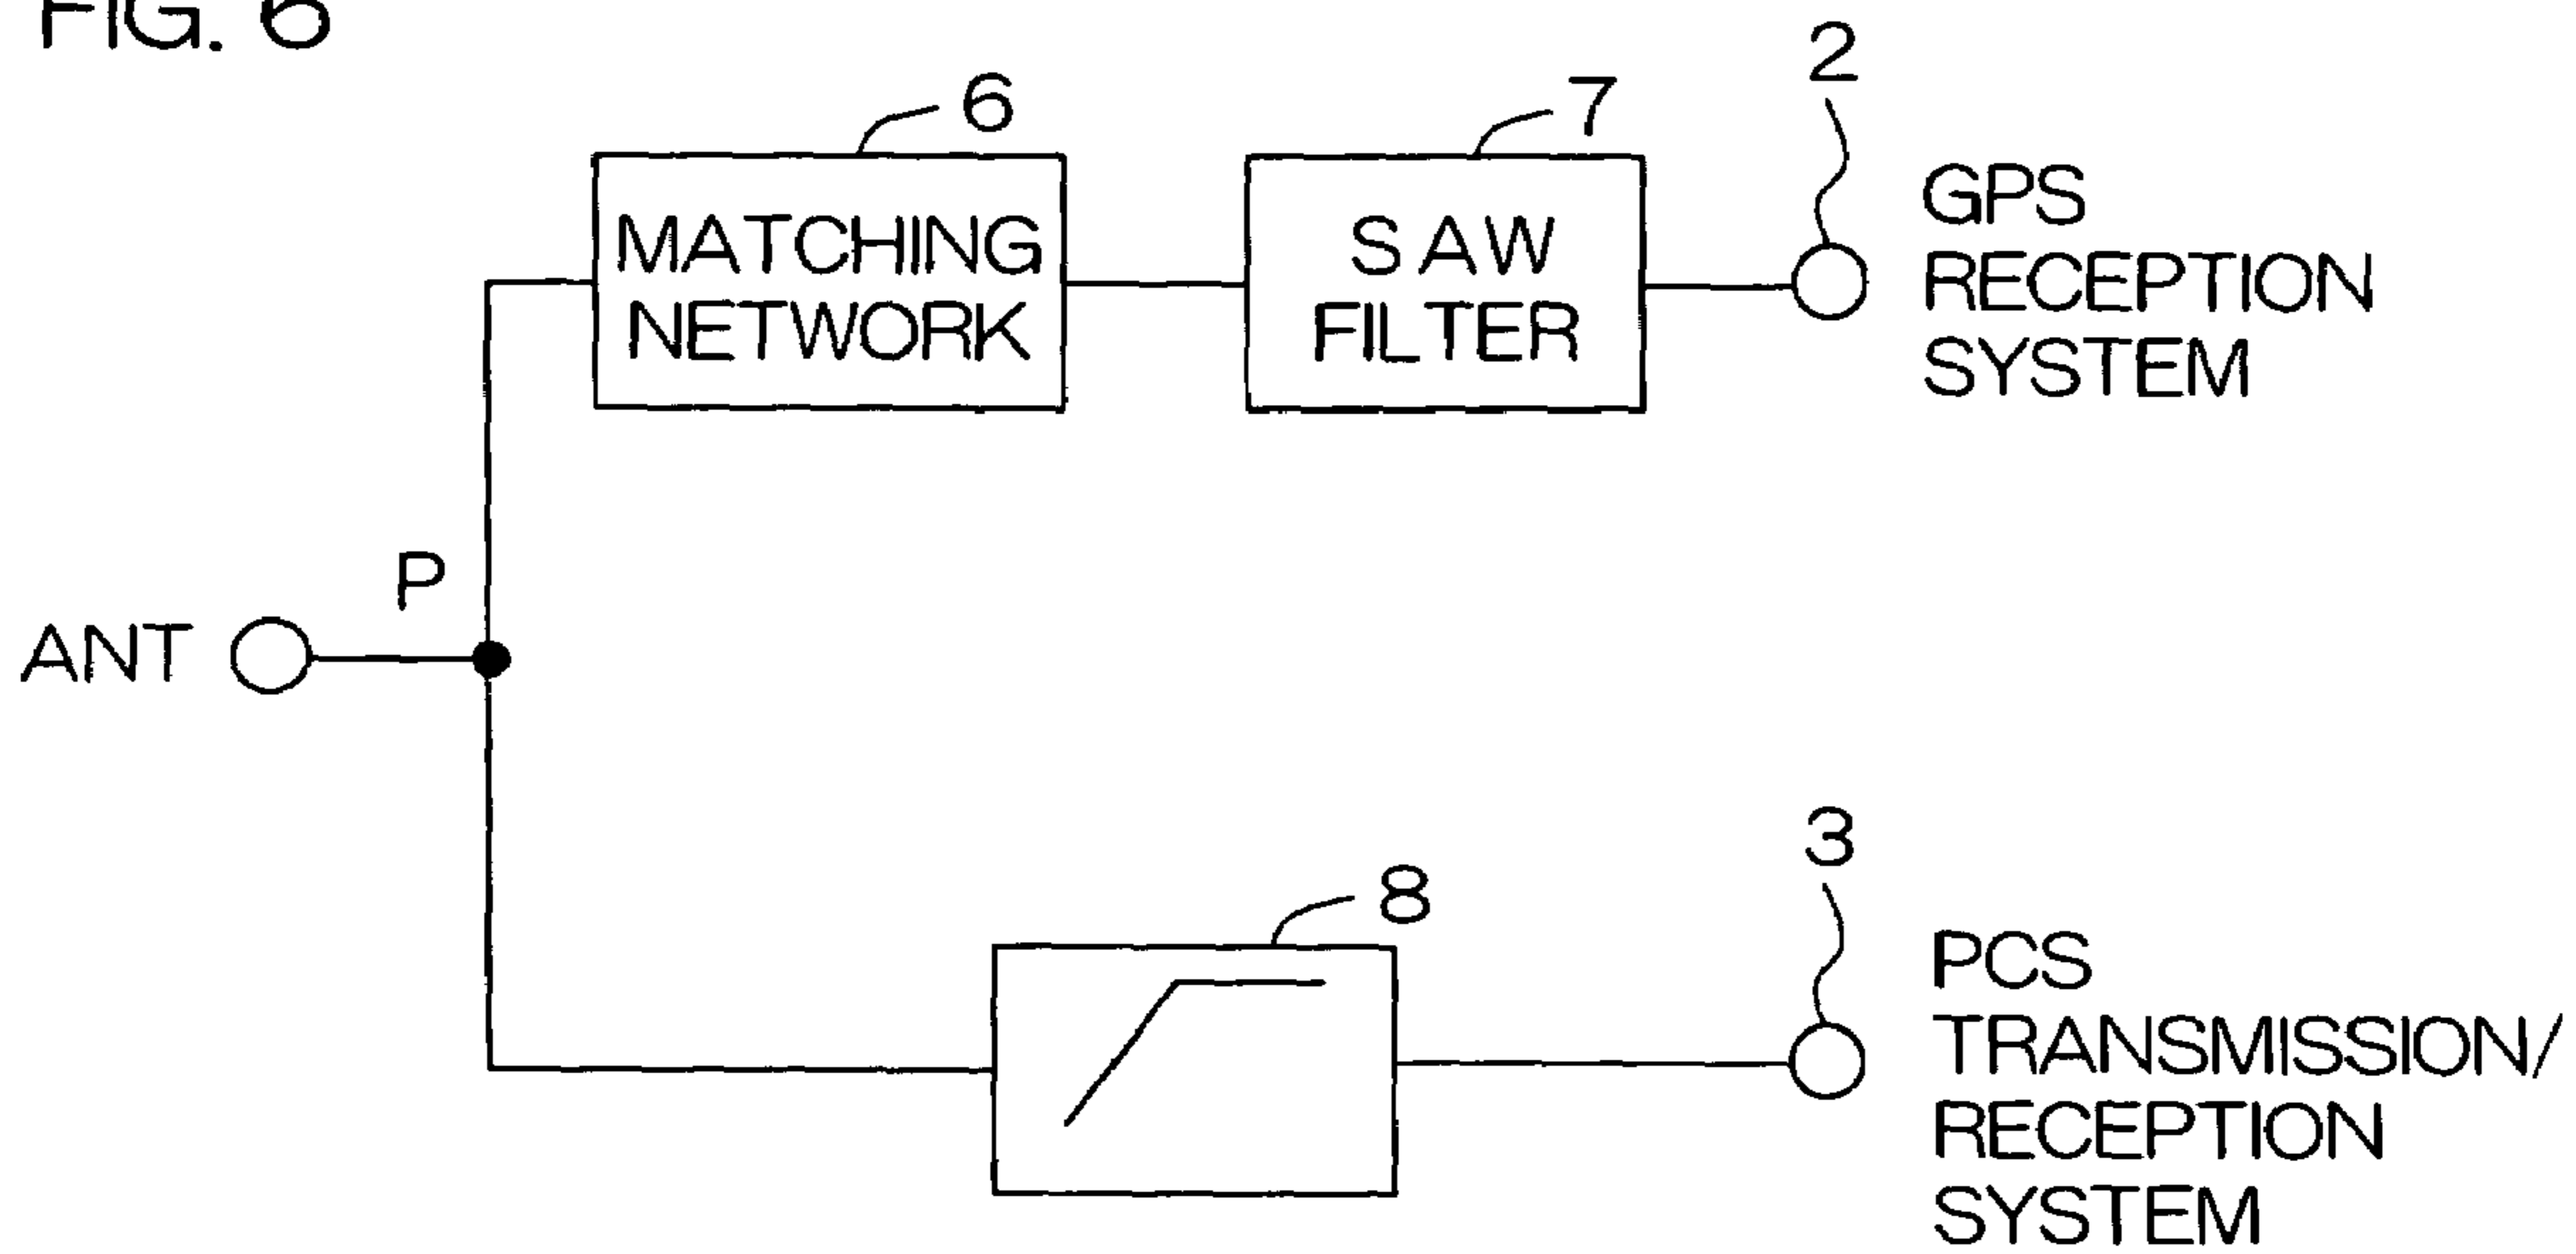 FIG. 6
6
7
2
MATCHING
NETWORK
SAW
FILTER
GPS
RECEPTION
SYSTEM
P
ANT
8
3
PCS
TRANSMISSION/
RECEPTION
SYSTEM